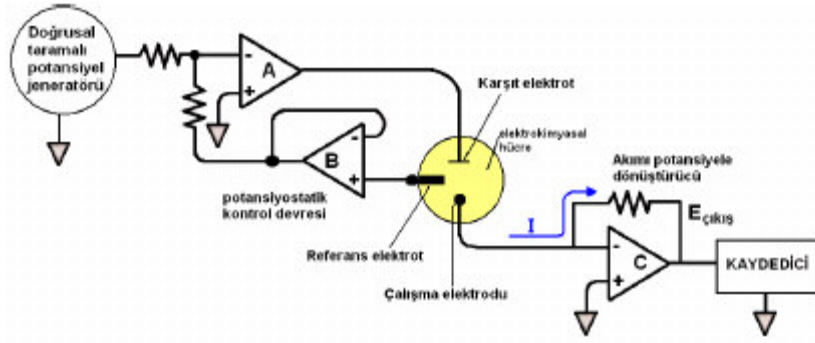 Doğrusal
taramalı
potansiyel
jeneratörü
-
A
+
Karşıt elektrot
elektrokimyasal
hücre
-
B
+
potansiyostatik
kontrol devresi
Referans elektrot
Çalışma elektrodu
I
Akımı potansiyele
dönüştürücü
E çıkış
-
C
+
KAYDEDİCİ